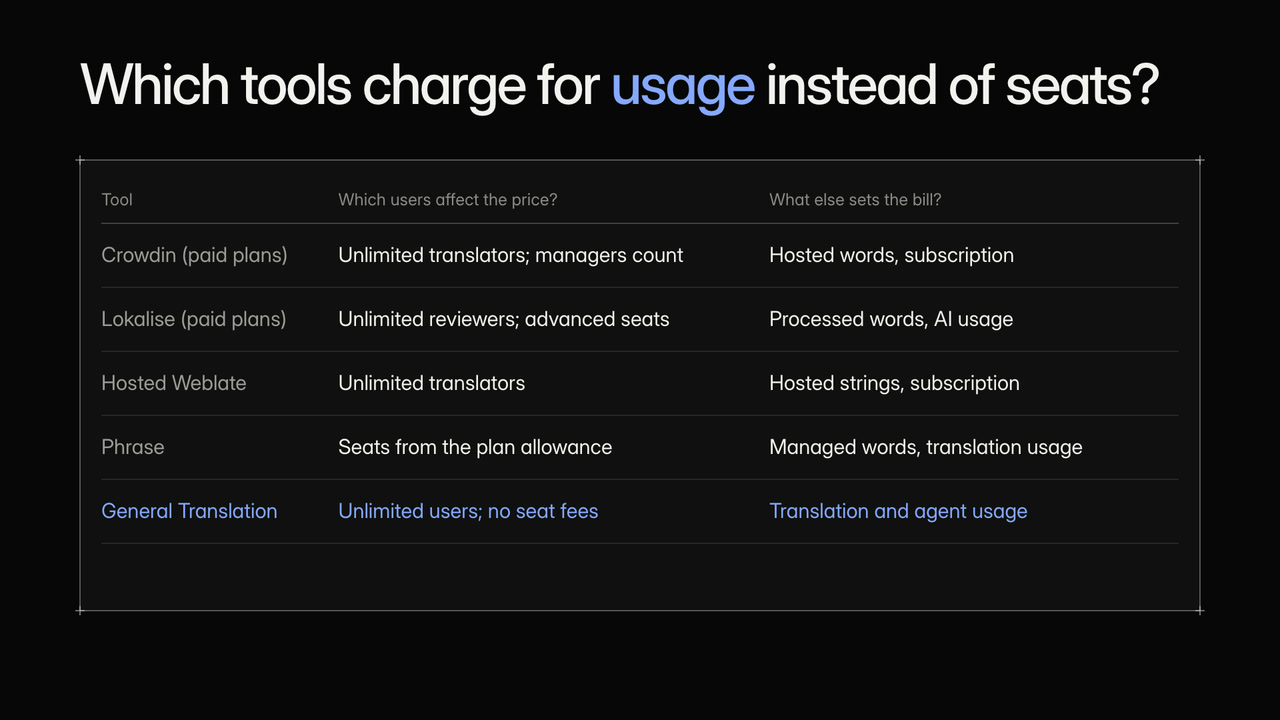 Which tools charge for usage instead of seats?
Tool Which users affect the price? What else sets the bill?
Crowdin (paid plans) Unlimited translators; managers count Hosted words, subscription
Lokalise (paid plans) Unlimited reviewers; advanced seats Processed words, AI usage
Hosted Weblate Unlimited translators Hosted strings, subscription
Phrase Seats from the plan allowance Managed words, translation usage
General Translation Unlimited users; no seat fees Translation and agent usage